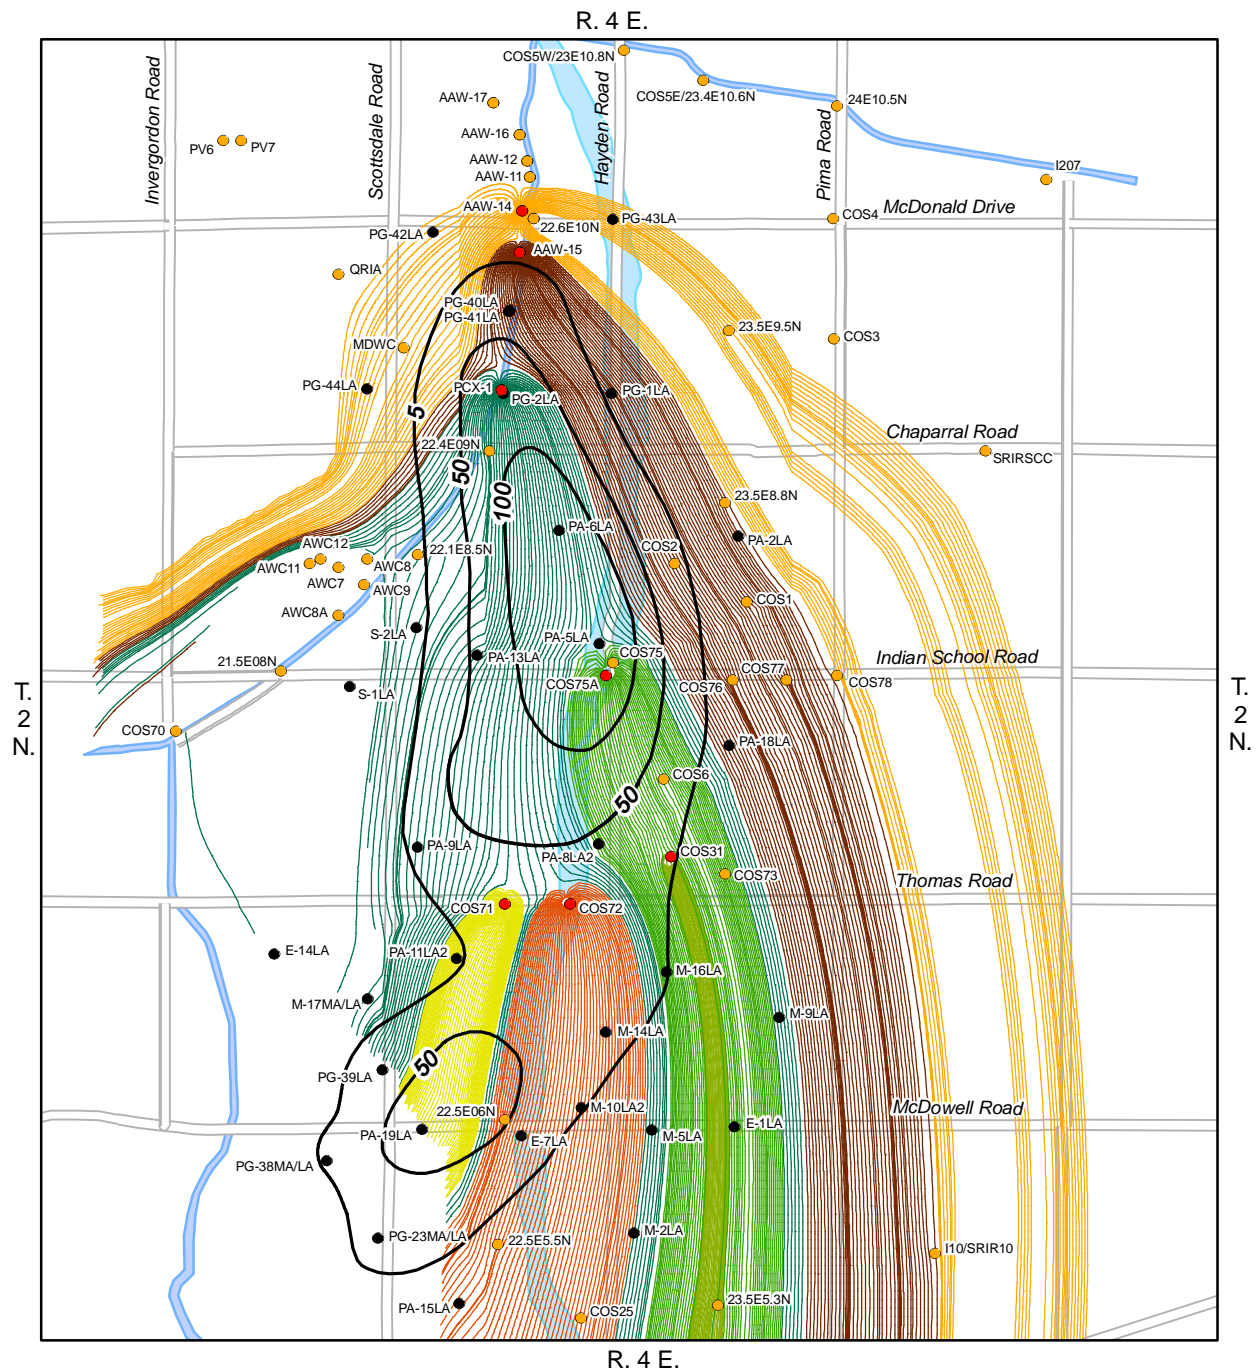 R. 4 E.
COS5W/23E10.8N
COS5E/23.4E10.6N
24E10.5N
AAW-17
AAW-16
PV6
PV7
AAW-12
AAW-11
I207
Invergordon Road
Scottsdale Road
Hayden Road
Pima Road
AAW-14
McDonald Drive
PG-43LA
COS4
22.6E10N
PG-42LA
AAW-15
QRIA
PG-40LA
PG-41LA
23.5E9.5N
COS3
MDWC
PG-44LA
PCX-1
PG-2LA
PG-1LA
5
Chaparral Road
22.4E09N
SRIRSCC
50
100
23.5E8.8N
PA-6LA
PA-2LA
COS2
AWC12
22.1E8.5N
AWC11
AWC7
AWC8
AWC9
COS1
AWC8A
S-2LA
PA-5LA
COS75
PA-13LA
Indian School Road
21.5E08N
COS77
COS75A
COS76
COS78
S-1LA
T.
2
N.
T.
2
N.
COS70
PA-18LA
COS6
50
PA-9LA
PA-8LA2
COS31
COS73
Thomas Road
COS71
COS72
E-14LA
PA-11LA2
M-16LA
M-17MA/LA
M-9LA
M-14LA
50
PG-39LA
22.5E06N
M-10LA2
McDowell Road
PA-19LA
E-7LA
M-5LA
E-1LA
PG-38MA/LA
PG-23MA/LA
22.5E5.5N
M-2LA
I10/SRIR10
PA-15LA
COS25
23.5E5.3N
R. 4 E.